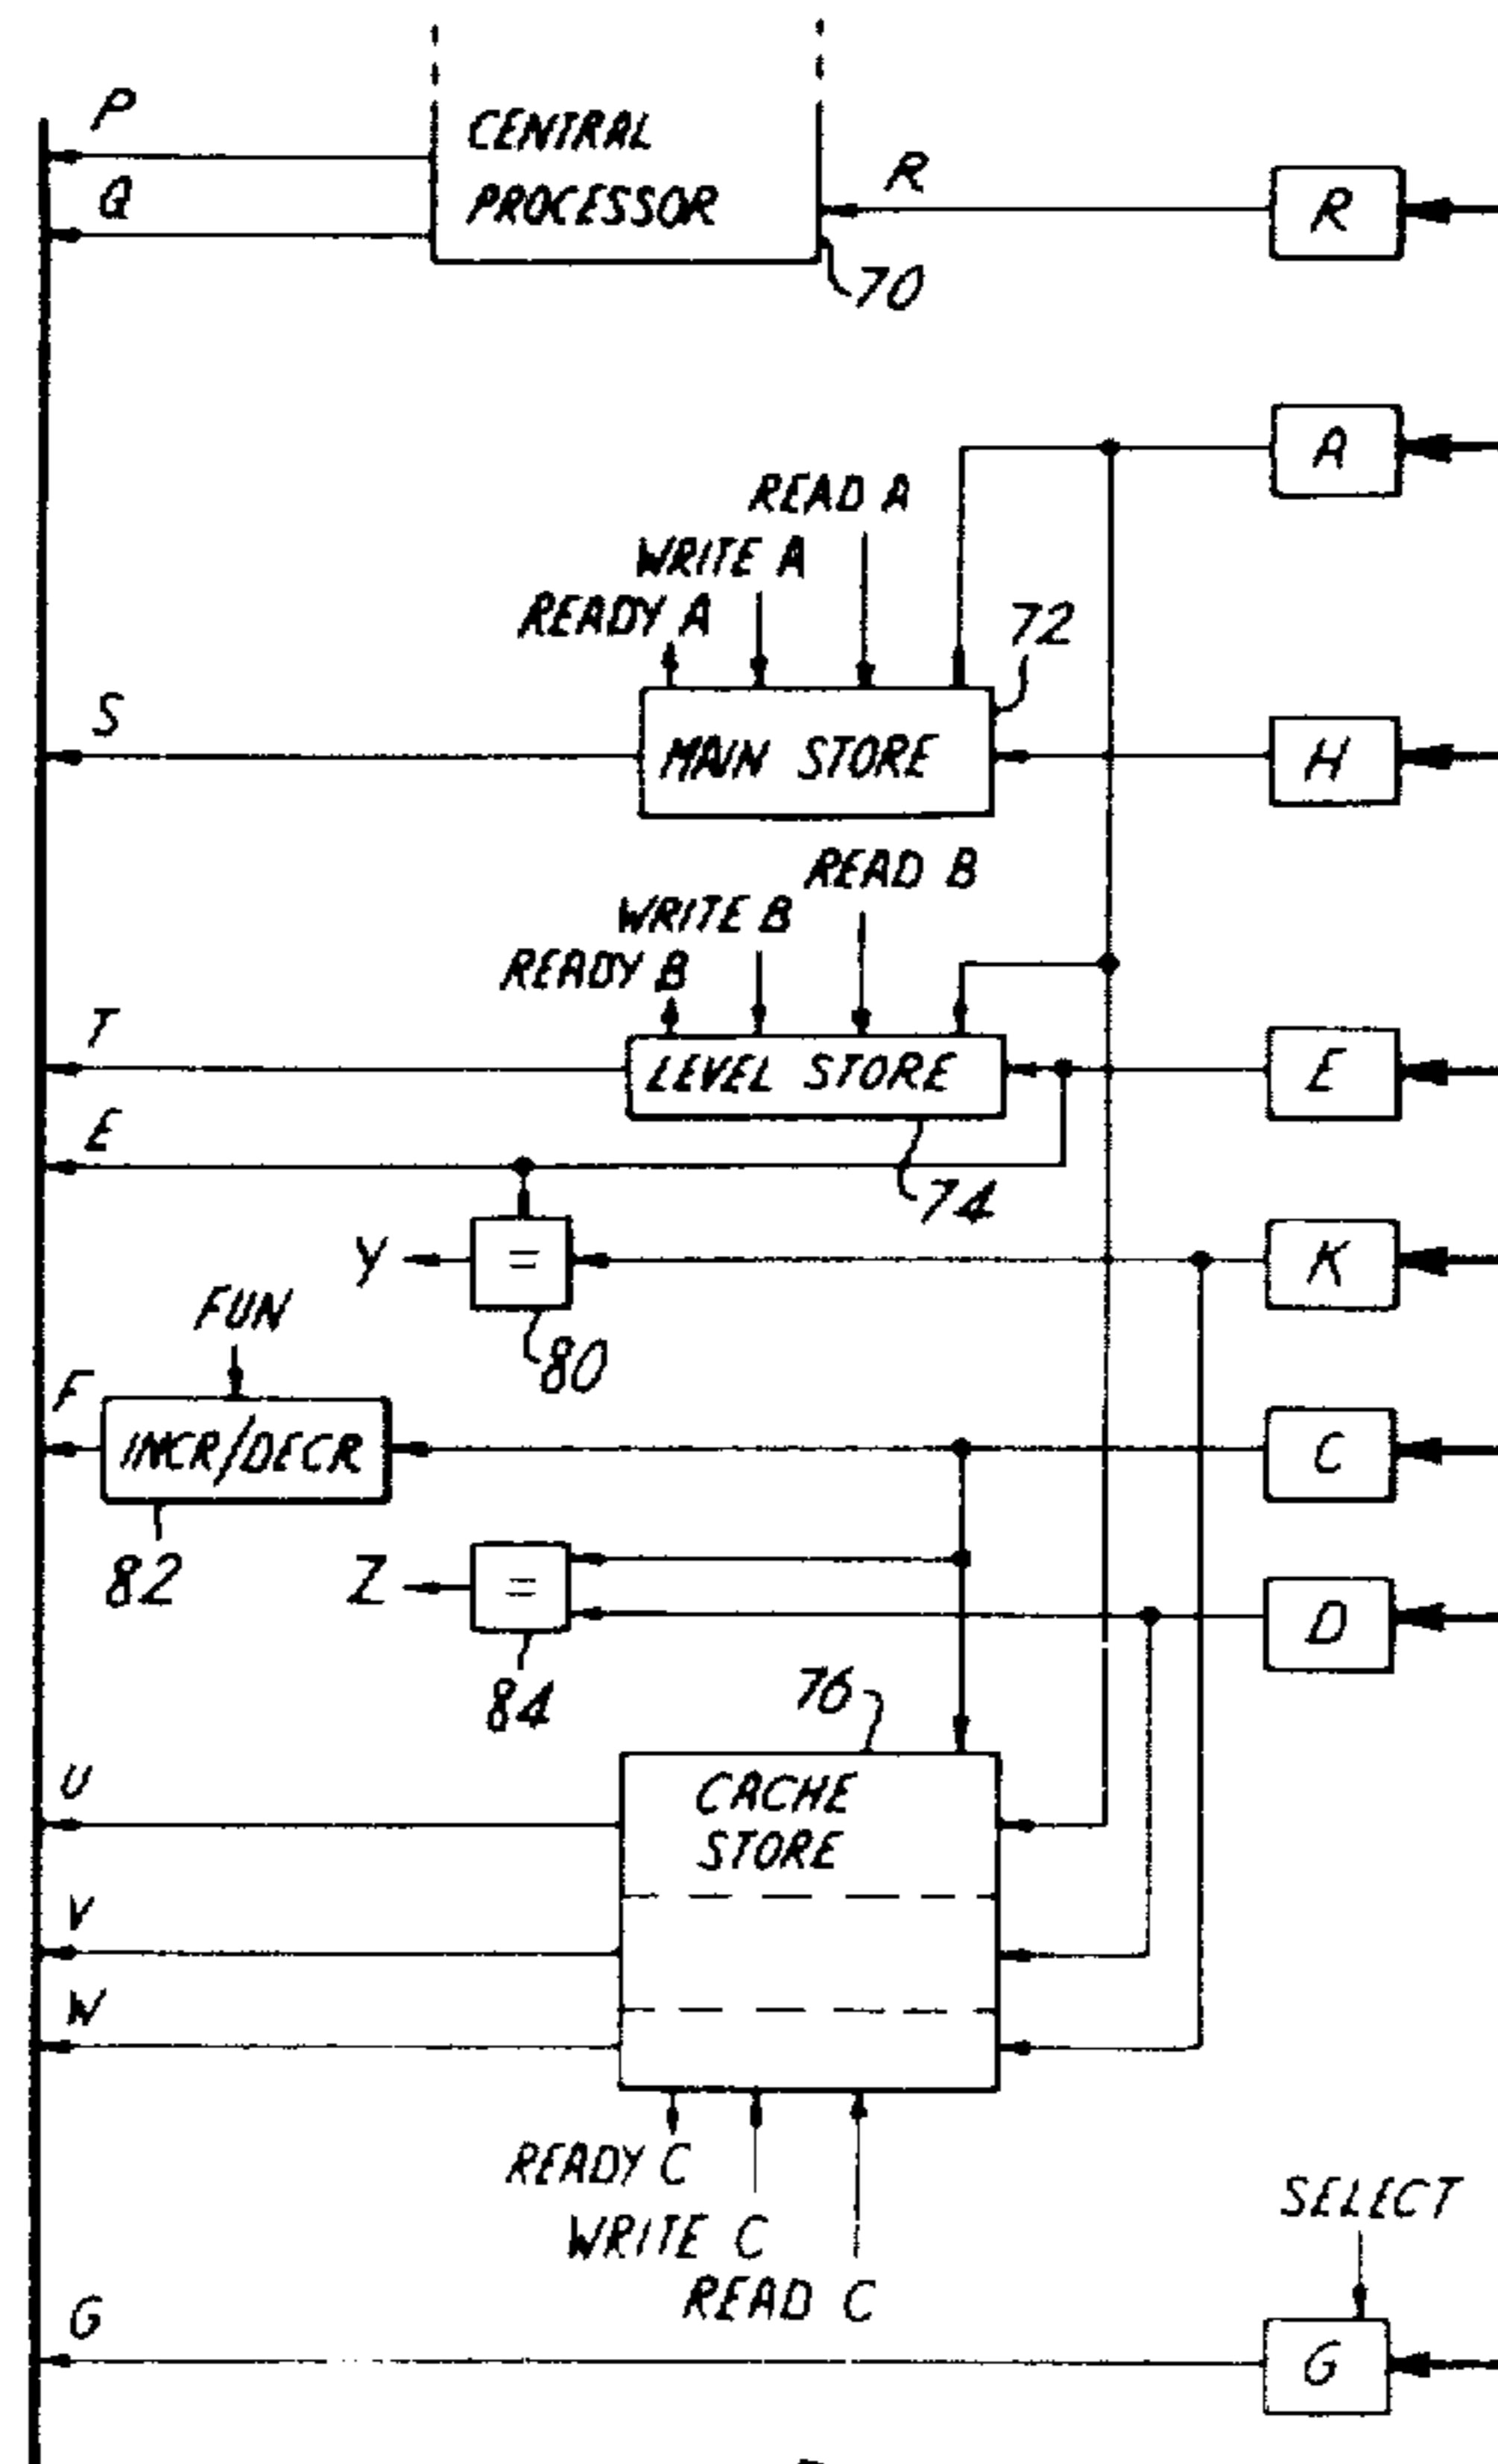 P
CENTRAL
PROCESSOR
Q
R
R
70
A
READ A
WRITE A
READY A
72
S
MAIN STORE
H
READ B
WRITE B
READY B
T
LEVEL STORE
E
E
74
Y
=
K
FUN
80
F
INCR/DECR
C
82
Z
=
D
84
76
U
CACHE
STORE
V
W
READY C
WRITE C
READ C
SELECT
G
G